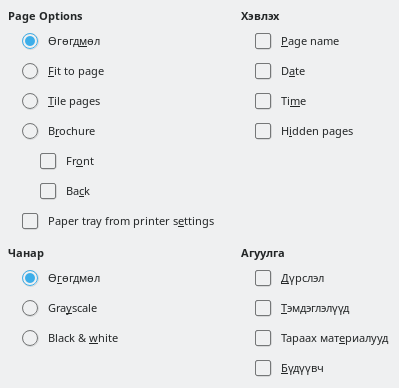 Page Options
Өгөгдмөл
Fit to page
Tile pages
Brochure
Front
Back
Paper tray from printer settings
Хэвлэх
Page name
Date
Time
Hidden pages
Чанар
Өгөгдмөл
Grayscale
Black & white
Агуулга
Дүрслэл
Тэмдэглэлүүд
Тараах материалууд
Бүдүүвч